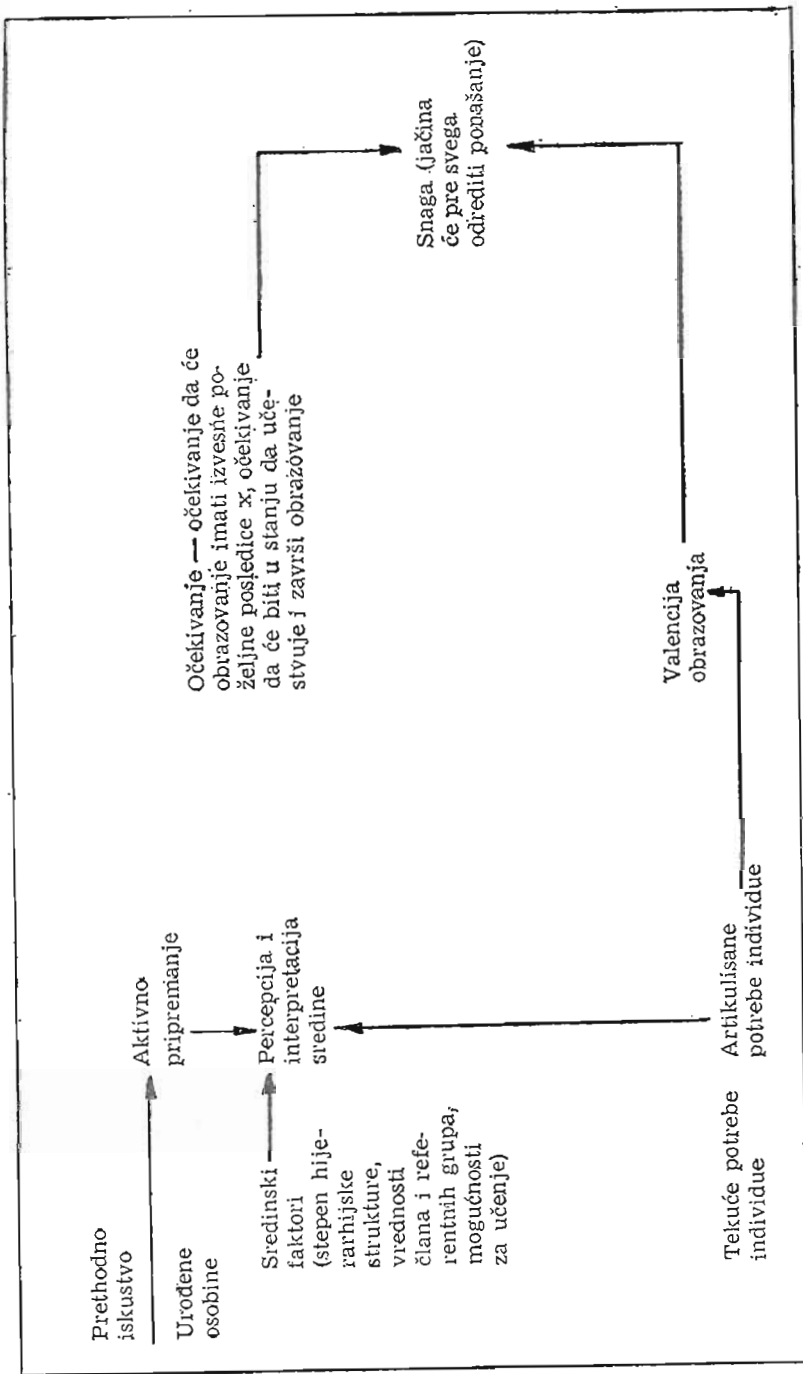 Prethodno
iskustvo
Urođene
osobine
Aktivno
pripremanje
Sredinski
faktori
(stepen hije-
rarhijske
strukture,
vrednosti
člana i refe-
rentnih grupa,
mogućnosti
za učenje)
Percepcija i
interpretacija
sredine
Tekuće potrebe
individue
Artikulisane
potrebe individue
Očekivanje — očekivanje da će
obrazovanje imati izvesne po-
željne posledice x, očekivanje
da će biti u stanju da uče-
stvuje i završi obrazovanje
Valencija
obrazovanja
Snaga (jačina
će pre svega
odrediti ponašanje)